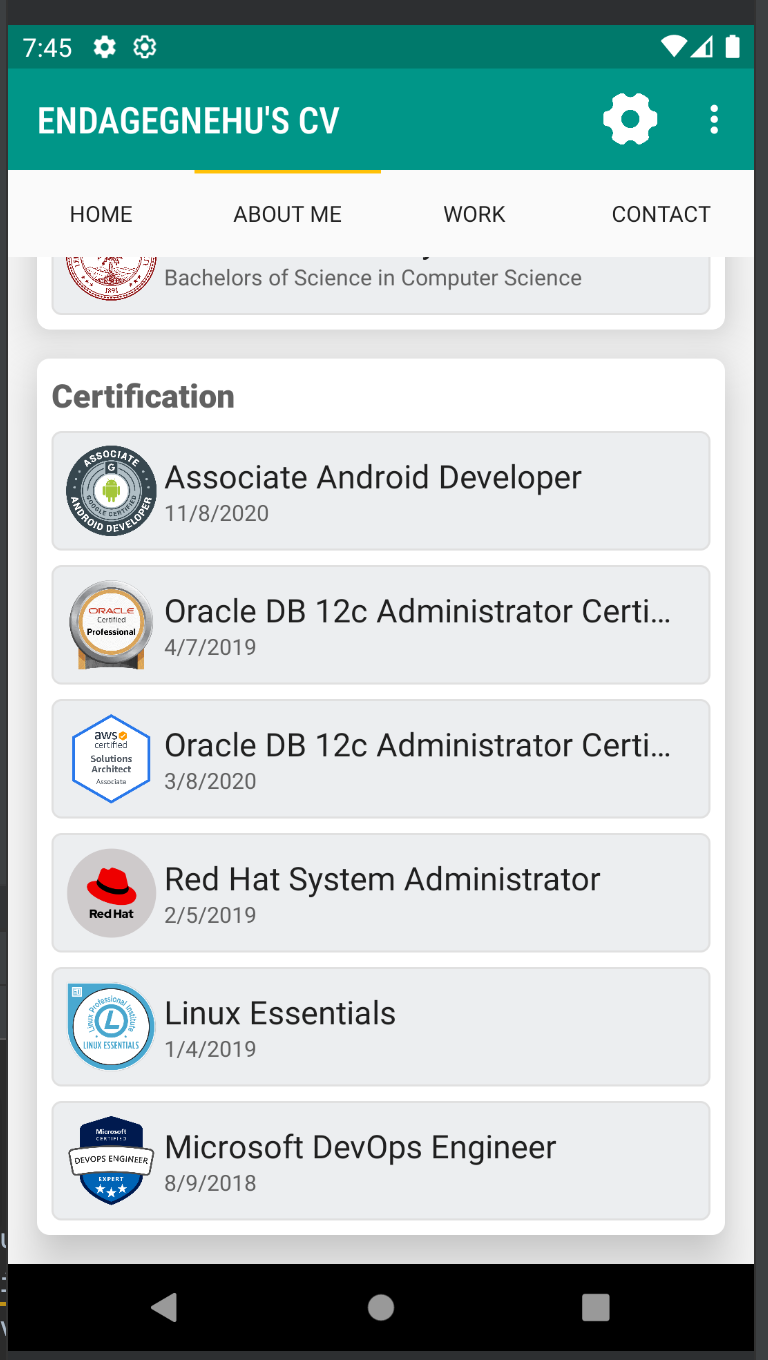 7:45
ENDAGEGNEHU'S CV
HOME ABOUT ME WORK CONTACT
Bachelors of Science in Computer Science
1891
Certification
ASSOCIATE
G
GOOGLE CERTIFIED
ANDROID DEVELOPER
Associate Android Developer
11/8/2020
ORACLE
Certified
Professional
Oracle DB 12c Administrator Certi...
4/7/2019
aws
certified
Solutions
Architect
Associate
Oracle DB 12c Administrator Certi...
3/8/2020
Red Hat
Red Hat System Administrator
2/5/2019
Linux Professional Institute
L
LINUX ESSENTIALS
Linux Essentials
1/4/2019
Microsoft
CERTIFIED
DEVOPS ENGINEER
EXPERT
Microsoft DevOps Engineer
8/9/2018